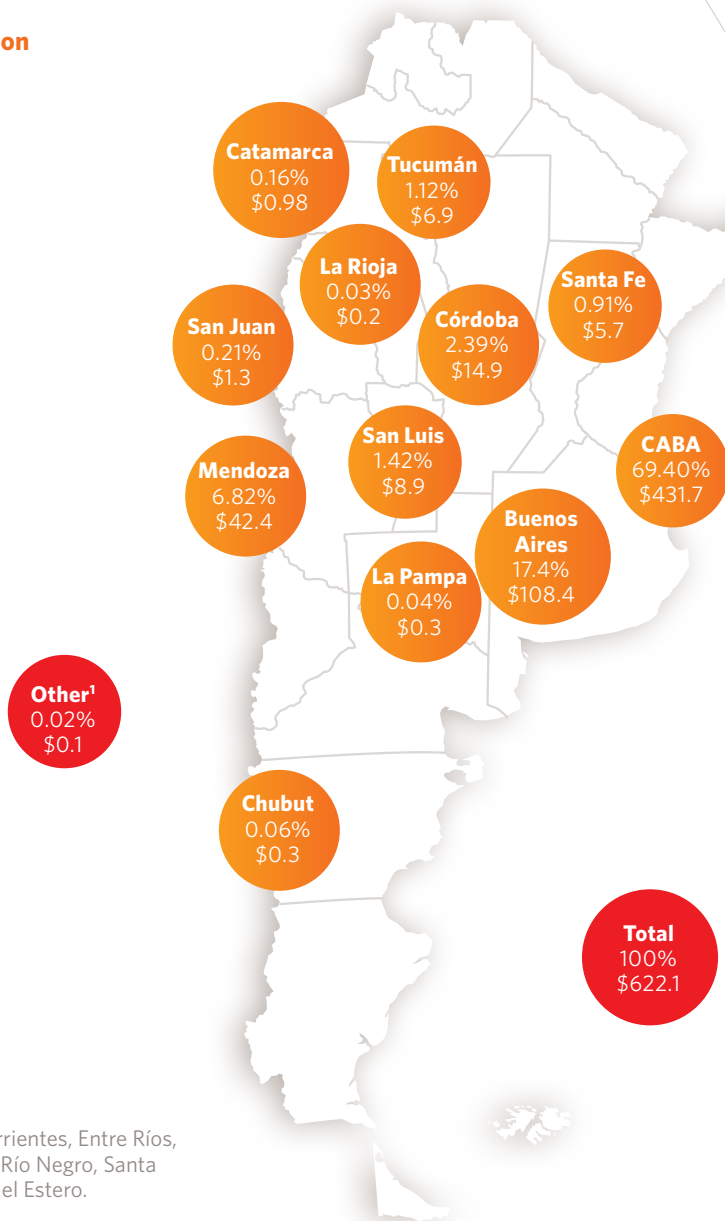 on
Catamarca
0.16%
$0.98
Tucumán
1.12%
$6.9
La Rioja
0.03%
$0.2
Santa Fe
0.91%
$5.7
San Juan
0.21%
$1.3
Córdoba
2.39%
$14.9
San Luis
1.42%
$8.9
CABA
69.40%
$431.7
Mendoza
6.82%
$42.4
Buenos
Aires
17.4%
$108.4
La Pampa
0.04%
$0.3
Other¹
0.02%
$0.1
Chubut
0.06%
$0.3
Total
100%
$622.1
rrientes, Entre Ríos,
Río Negro, Santa
el Estero.